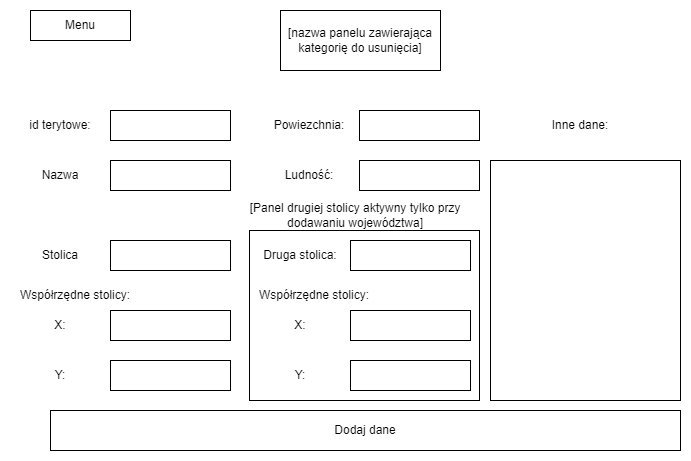 Menu
[nazwa panelu zawierająca
kategorię do usunięcia]
id terytowe:
Powiezchnia:
Inne dane:
Nazwa
Ludność:
[Panel drugiej stolicy aktywny tylko przy
dodawaniu województwa]
Stolica
Druga stolica:
Współrzędne stolicy:
Współrzędne stolicy:
X:
X:
Y:
Y:
Dodaj dane